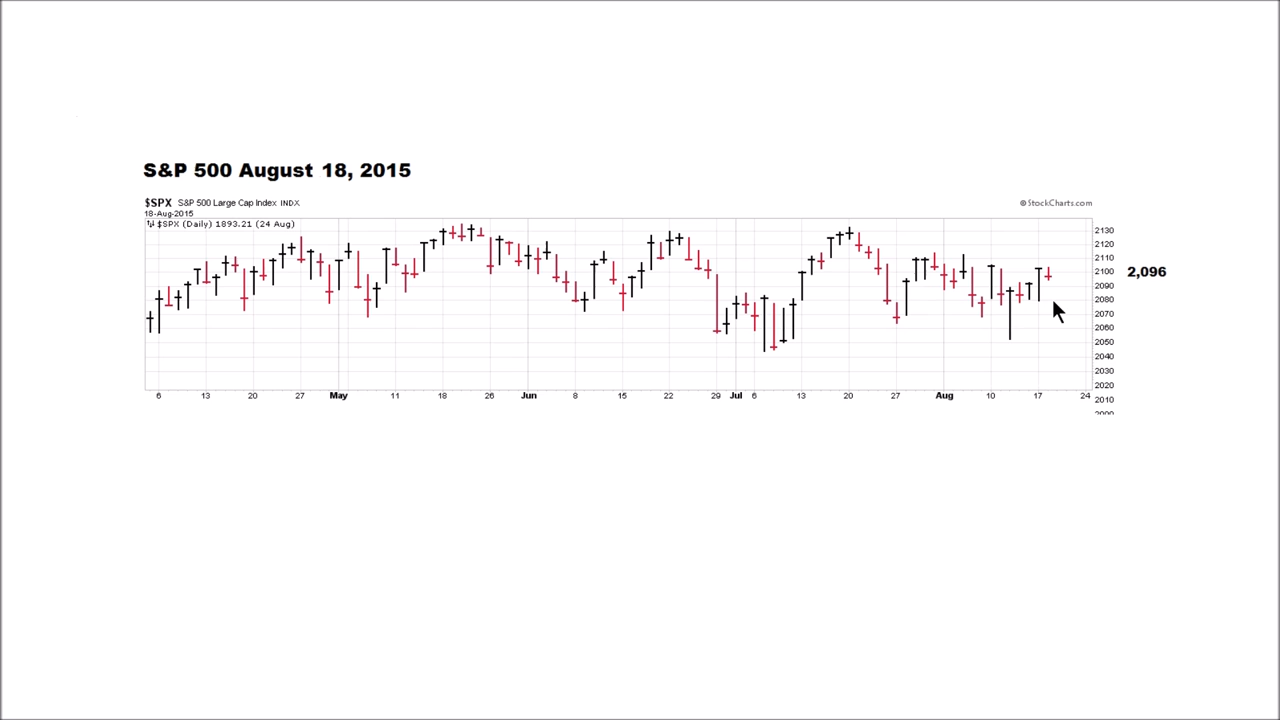 S&P 500 August 18, 2015
$SPX S&P 500 Large Cap Index INDX
© StockCharts.com
18-Aug-2015
$SPX (Daily) 1893.21 (24 Aug)
2130
2120
2110
2100
2,096
2090
2080
2070
2060
2050
2040
2030
2020
2010
2000
6 13 20 27 May 11 18 26 Jun 8 15 22 29 Jul 6 13 20 27 Aug 10 17 24